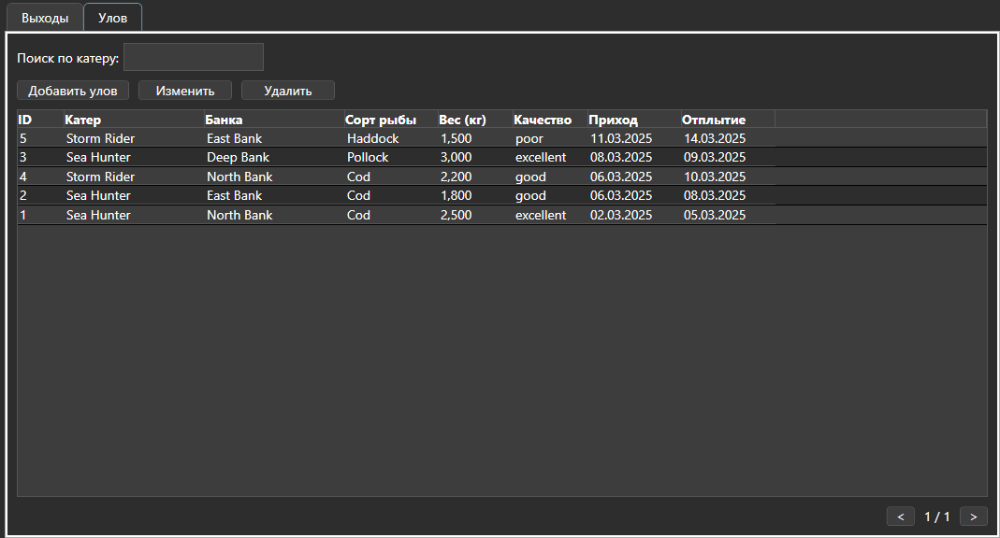 Выходы Улов
Поиск по катеру:
Добавить улов Изменить Удалить
ID Катер Банка Сорт рыбы Вес (кг) Качество Приход Отплытие
5 Storm Rider East Bank Haddock 1,500 poor 11.03.2025 14.03.2025
3 Sea Hunter Deep Bank Pollock 3,000 excellent 08.03.2025 09.03.2025
4 Storm Rider North Bank Cod 2,200 good 06.03.2025 10.03.2025
2 Sea Hunter East Bank Cod 1,800 good 06.03.2025 08.03.2025
1 Sea Hunter North Bank Cod 2,500 excellent 02.03.2025 05.03.2025
< 1 / 1 >